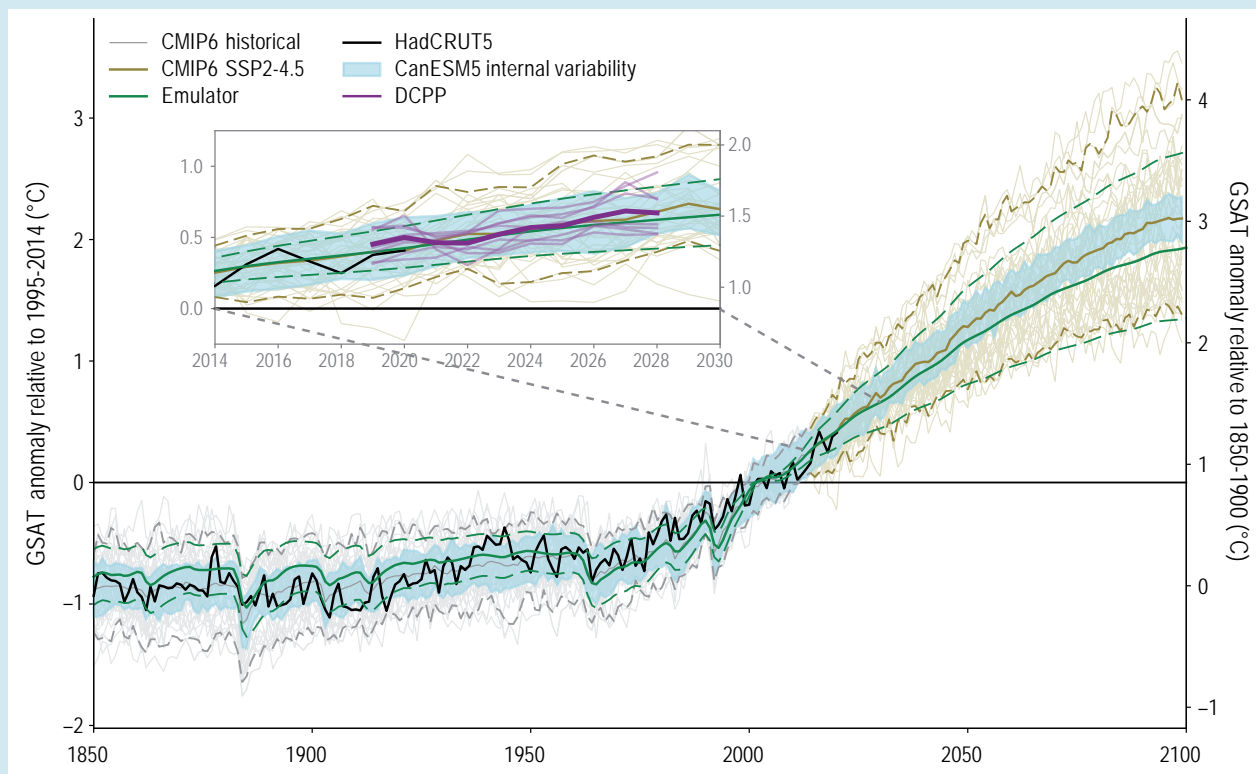 CMIP6 historical
CMIP6 SSP2-4.5
Emulator
HadCRUT5
CanESM5 internal variability
DCPP
GSAT anomaly relative to 1995-2014 (°C)
3
2
1
0
–1
–2
1.0
0.5
0.0
2.0
1.5
1.0
2014 2016 2018 2020 2022 2024 2026 2028 2030
4
3
2
1
0
–1
GSAT anomaly relative to 1850-1900 (°C)
1850 1900 1950 2000 2050 2100